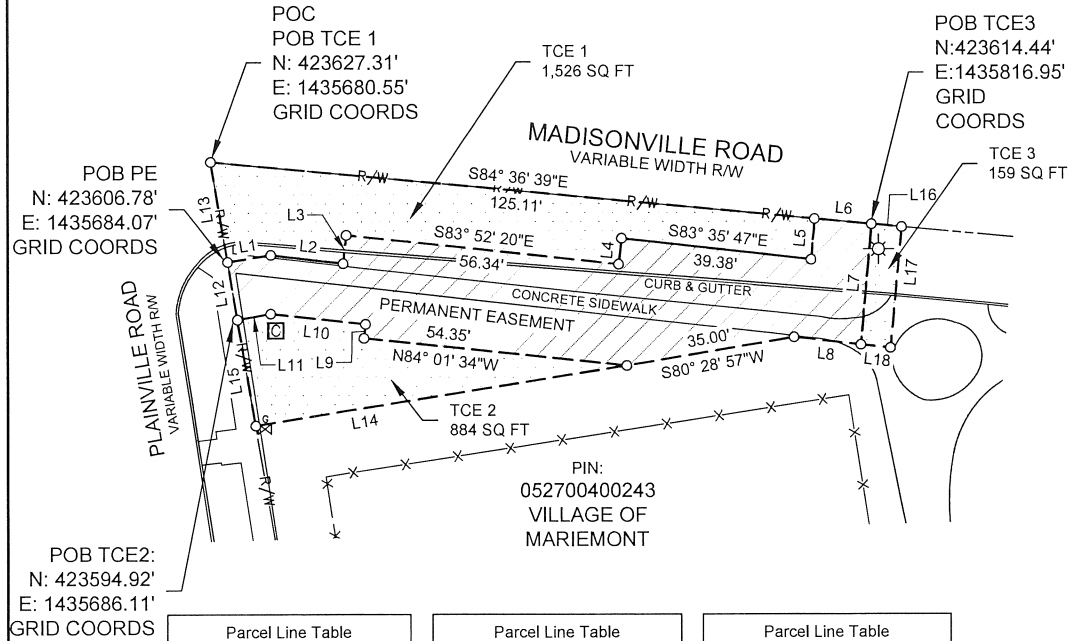 POC
POB TCE 1
N: 423627.31'
E: 1435680.55'
GRID COORDS
TCE 1
1,526 SQ FT
POB TCE3
N:423614.44'
E:1435816.95'
GRID
COORDS
MADISONVILLE ROAD
VARIABLE WIDTH R/W
TCE 3
159 SQ FT
POB PE
N: 423606.78'
E: 1435684.07'
GRID COORDS
R/W
S84° 36' 39"E
R/W
125.11'
R/W
R/W
L6
L16
L13
R/W
L3
L1
L2
S83° 52' 20"E
56.34'
L4
S83° 35' 47"E
39.38'
L5
L7
L17
CURB & GUTTER
CONCRETE SIDEWALK
PERMANENT EASEMENT
L12
L10
54.35'
35.00'
L11
L9
N84° 01' 34"W
S80° 28' 57"W
L8
L18
R/W
L15
PLAINVILLE ROAD
VARIABLE WIDTH R/W
G
L14
TCE 2
884 SQ FT
R/W
PIN:
052700400243
VILLAGE OF
MARIEMONT
POB TCE2:
N: 423594.92'
E: 1435686.11'
GRID COORDS
Parcel Line Table
Parcel Line Table
Parcel Line Table